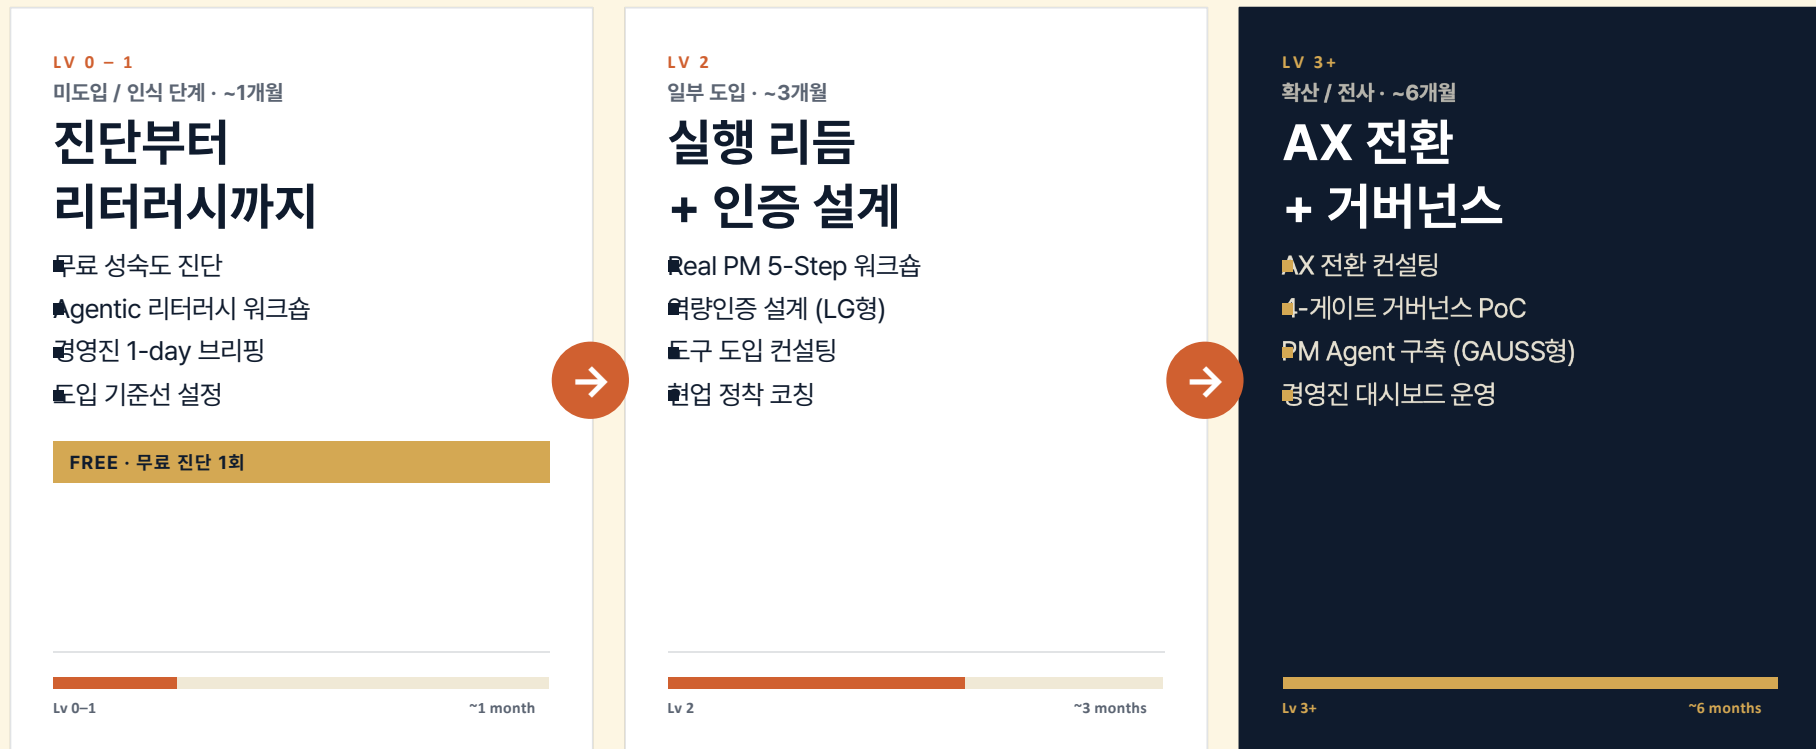 LV 0 – 1
미도입 / 인식 단계 · ~1개월
진단부터
리터러시까지
무료 성숙도 진단
Agentic 리터러시 워크숍
경영진 1-day 브리핑
도입 기준선 설정
FREE · 무료 진단 1회
Lv 0–1
~1 month
LV 2
일부 도입 · ~3개월
실행 리듬
+ 인증 설계
Real PM 5-Step 워크숍
역량인증 설계 (LG형)
도구 도입 컨설팅
현업 정착 코칭
Lv 2
~3 months
LV 3+
확산 / 전사 · ~6개월
AX 전환
+ 거버넌스
AX 전환 컨설팅
4-게이트 거버넌스 PoC
PM Agent 구축 (GAUSS형)
경영진 대시보드 운영
Lv 3+
~6 months